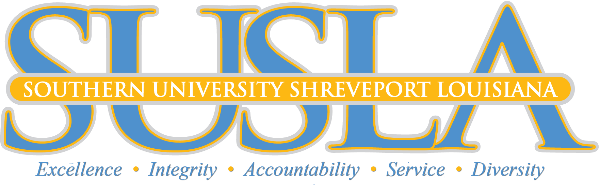 SUSLA
SOUTHERN UNIVERSITY SHREVEPORT LOUISIANA
Excellence • Integrity • Accountability • Service • Diversity